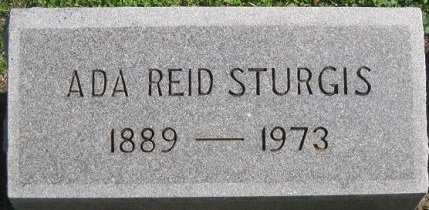 ADA REID STURGIS
1889 — 1973